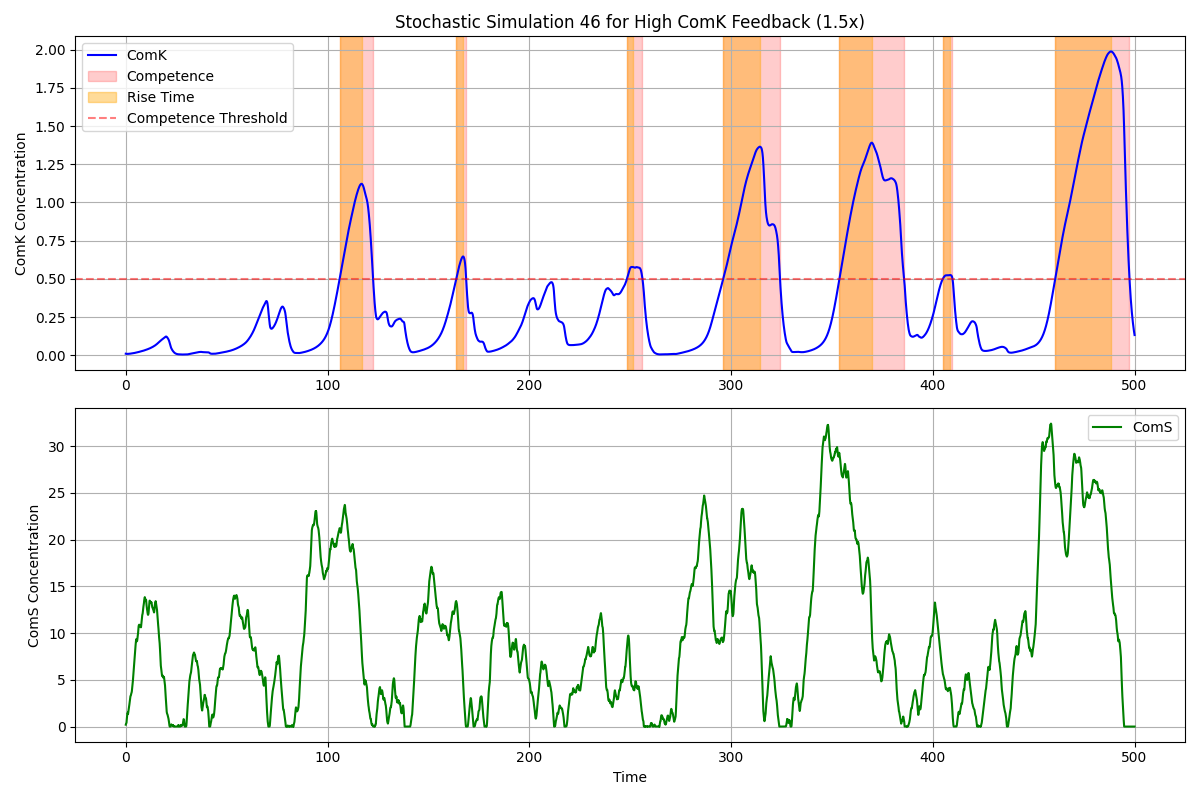 Stochastic Simulation 46 for High ComK Feedback (1.5x)
ComK Concentration
2.00
1.75
1.50
1.25
1.00
0.75
0.50
0.25
0.00
ComK
Competence
Rise Time
Competence Threshold
0 100 200 300 400 500
ComS Concentration
30
25
20
15
10
5
0
ComS
0 100 200 300 400 500
Time